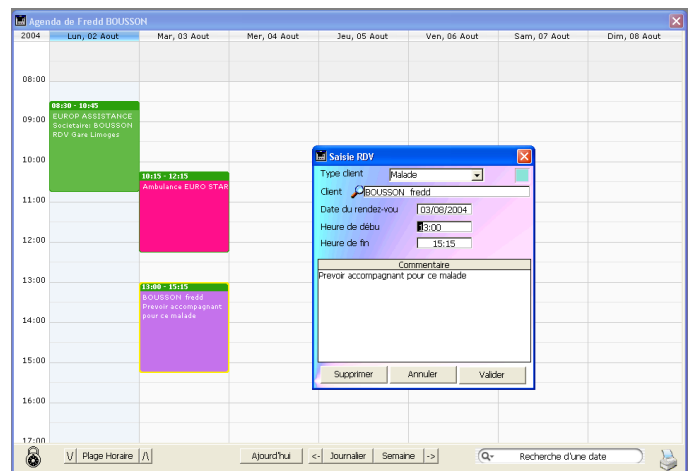 Agenda de Fredd BOUSSON
2004 Lun, 02 Aout Mar, 03 Aout Mer, 04 Aout Jeu, 05 Aout Ven, 06 Aout Sam, 07 Aout Dim, 08 Aout
08:00
08:30 - 10:45
EUROP ASSISTANCE
Societaire: BOUSSON
RDV Gare Limoges
09:00
10:00
10:15 - 12:15
Ambulance EURO STAR
11:00
12:00
13:00
13:00 - 15:15
BOUSSON fredd
Prevoir accompagnant
pour ce malade
14:00
15:00
16:00
17:00
Saisie RDV
Type client Malade
Client BOUSSON fredd
Date du rendez-vou 03/08/2004
Heure de débu 13:00
Heure de fin 15:15
Commentaire
Prevoir accompagnant pour ce malade
Supprimer Annuler Valider
\/ Plage Horaire /\ Ajourd'hui <- Journalier Semaine -> Recherche d'une date